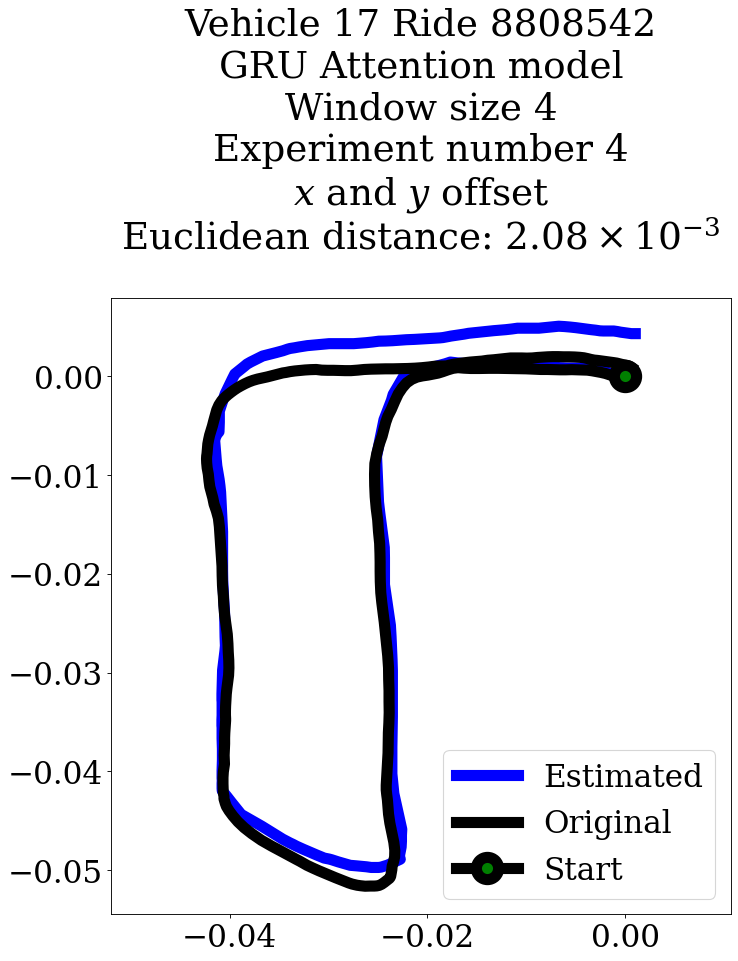 Vehicle 17 Ride 8808542
GRU Attention model
Window size 4
Experiment number 4
x and y offset
Euclidean distance: 2.08 × 10⁻³
0.00
−0.01
−0.02
−0.03
−0.04
−0.05
−0.04 −0.02 0.00
Estimated
Original
Start